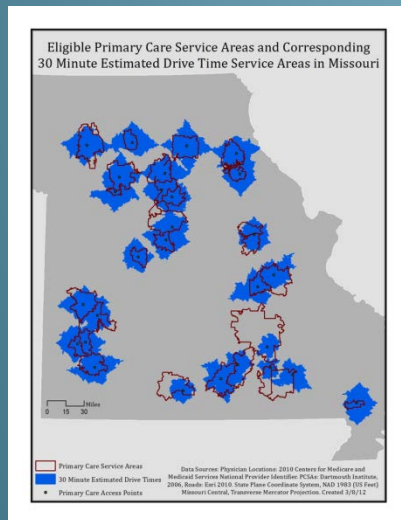 Eligible Primary Care Service Areas and Corresponding
30 Minute Estimated Drive Time Service Areas in Missouri
Miles
0 15 30
Primary Care Service Areas
30 Minute Estimated Drive Times
Primary Care Access Points
Data Sources: Physician Locations: 2010 Centers for Medicare and
Medicaid Services National Provider Identifier. PCSAs: Dartmouth Institute,
2006, Roads: Esri 2010. State Plane Coordinate System, NAD 1983 (US Feet)
Missouri Central, Transverse Mercator Projection. Created 3/8/12